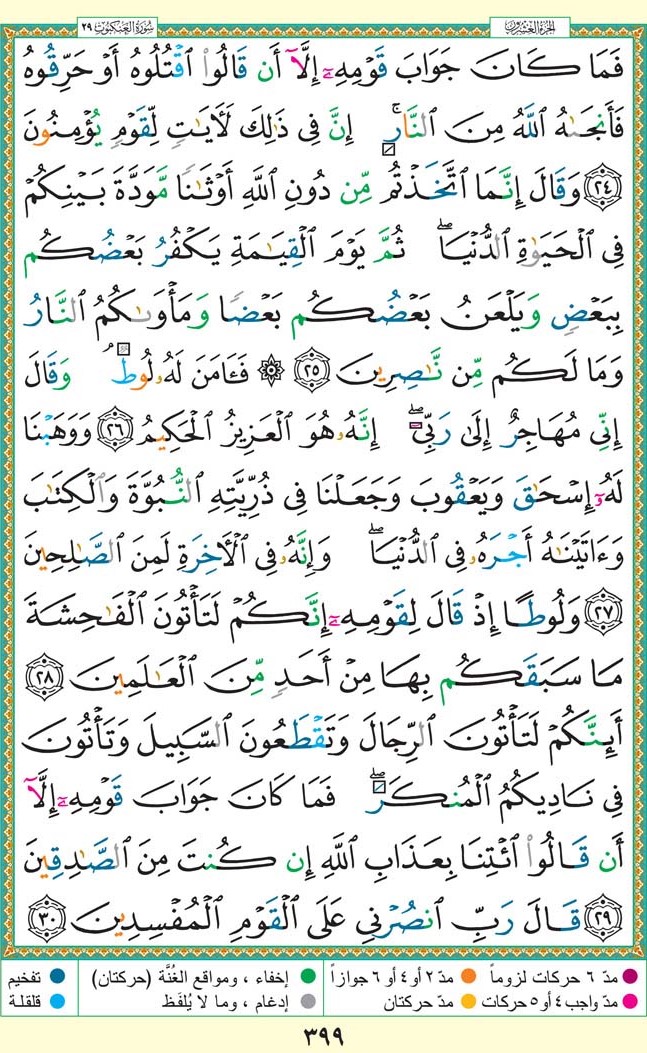 الجزء العشرون سورة العنكبوت ٢٩
فَمَا كَانَ جَوَابَ قَوْمِهِۦٓ إِلَّآ أَن قَالُوا۟ ٱقْتُلُوهُ أَوْ حَرِّقُوهُ
فَأَنجَىٰهُ ٱللَّهُ مِنَ ٱلنَّارِ ۚ إِنَّ فِى ذَٰلِكَ لَـَٔايَـٰتٍ لِّقَوْمٍ يُؤْمِنُونَ
﴿٢٤﴾ وَقَالَ إِنَّمَا ٱتَّخَذْتُم مِّن دُونِ ٱللَّهِ أَوْثَـٰنًا مَّوَدَّةَ بَيْنِكُمْ
فِى ٱلْحَيَوٰةِ ٱلدُّنْيَا ۖ ثُمَّ يَوْمَ ٱلْقِيَـٰمَةِ يَكْفُرُ بَعْضُكُم
بِبَعْضٍ وَيَلْعَنُ بَعْضُكُم بَعْضًا وَمَأْوَىٰكُمُ ٱلنَّارُ
وَمَا لَكُم مِّن نَّـٰصِرِينَ ﴿٢٥﴾ ۞ فَـَٔامَنَ لَهُۥ لُوطٌ ۘ وَقَالَ
إِنِّى مُهَاجِرٌ إِلَىٰ رَبِّىٓ ۖ إِنَّهُۥ هُوَ ٱلْعَزِيزُ ٱلْحَكِيمُ ﴿٢٦﴾ وَوَهَبْنَا
لَهُۥٓ إِسْحَـٰقَ وَيَعْقُوبَ وَجَعَلْنَا فِى ذُرِّيَّتِهِ ٱلنُّبُوَّةَ وَٱلْكِتَـٰبَ
وَءَاتَيْنَـٰهُ أَجْرَهُۥ فِى ٱلدُّنْيَا ۖ وَإِنَّهُۥ فِى ٱلْـَٔاخِرَةِ لَمِنَ ٱلصَّـٰلِحِينَ
﴿٢٧﴾ وَلُوطًا إِذْ قَالَ لِقَوْمِهِۦٓ إِنَّكُمْ لَتَأْتُونَ ٱلْفَـٰحِشَةَ
مَا سَبَقَكُم بِهَا مِنْ أَحَدٍ مِّنَ ٱلْعَـٰلَمِينَ ﴿٢٨﴾
أَئِنَّكُمْ لَتَأْتُونَ ٱلرِّجَالَ وَتَقْطَعُونَ ٱلسَّبِيلَ وَتَأْتُونَ
فِى نَادِيكُمُ ٱلْمُنكَرَ ۖ فَمَا كَانَ جَوَابَ قَوْمِهِۦٓ إِلَّآ
أَن قَالُوا۟ ٱئْتِنَا بِعَذَابِ ٱللَّهِ إِن كُنتَ مِنَ ٱلصَّـٰدِقِينَ
﴿٢٩﴾ قَالَ رَبِّ ٱنصُرْنِى عَلَى ٱلْقَوْمِ ٱلْمُفْسِدِينَ ﴿٣٠﴾
مدّ ٦ حركات لزوماً مدّ ٢ أو ٤ أو ٦ جوازاً إخفاء ، ومواقع الغُنَّة (حركتان) تفخيم
مدّ واجب ٤ أو ٥ حركات مدّ حركتان إدغام ، وما لا يُلفَظ قلقلة
٣٩٩